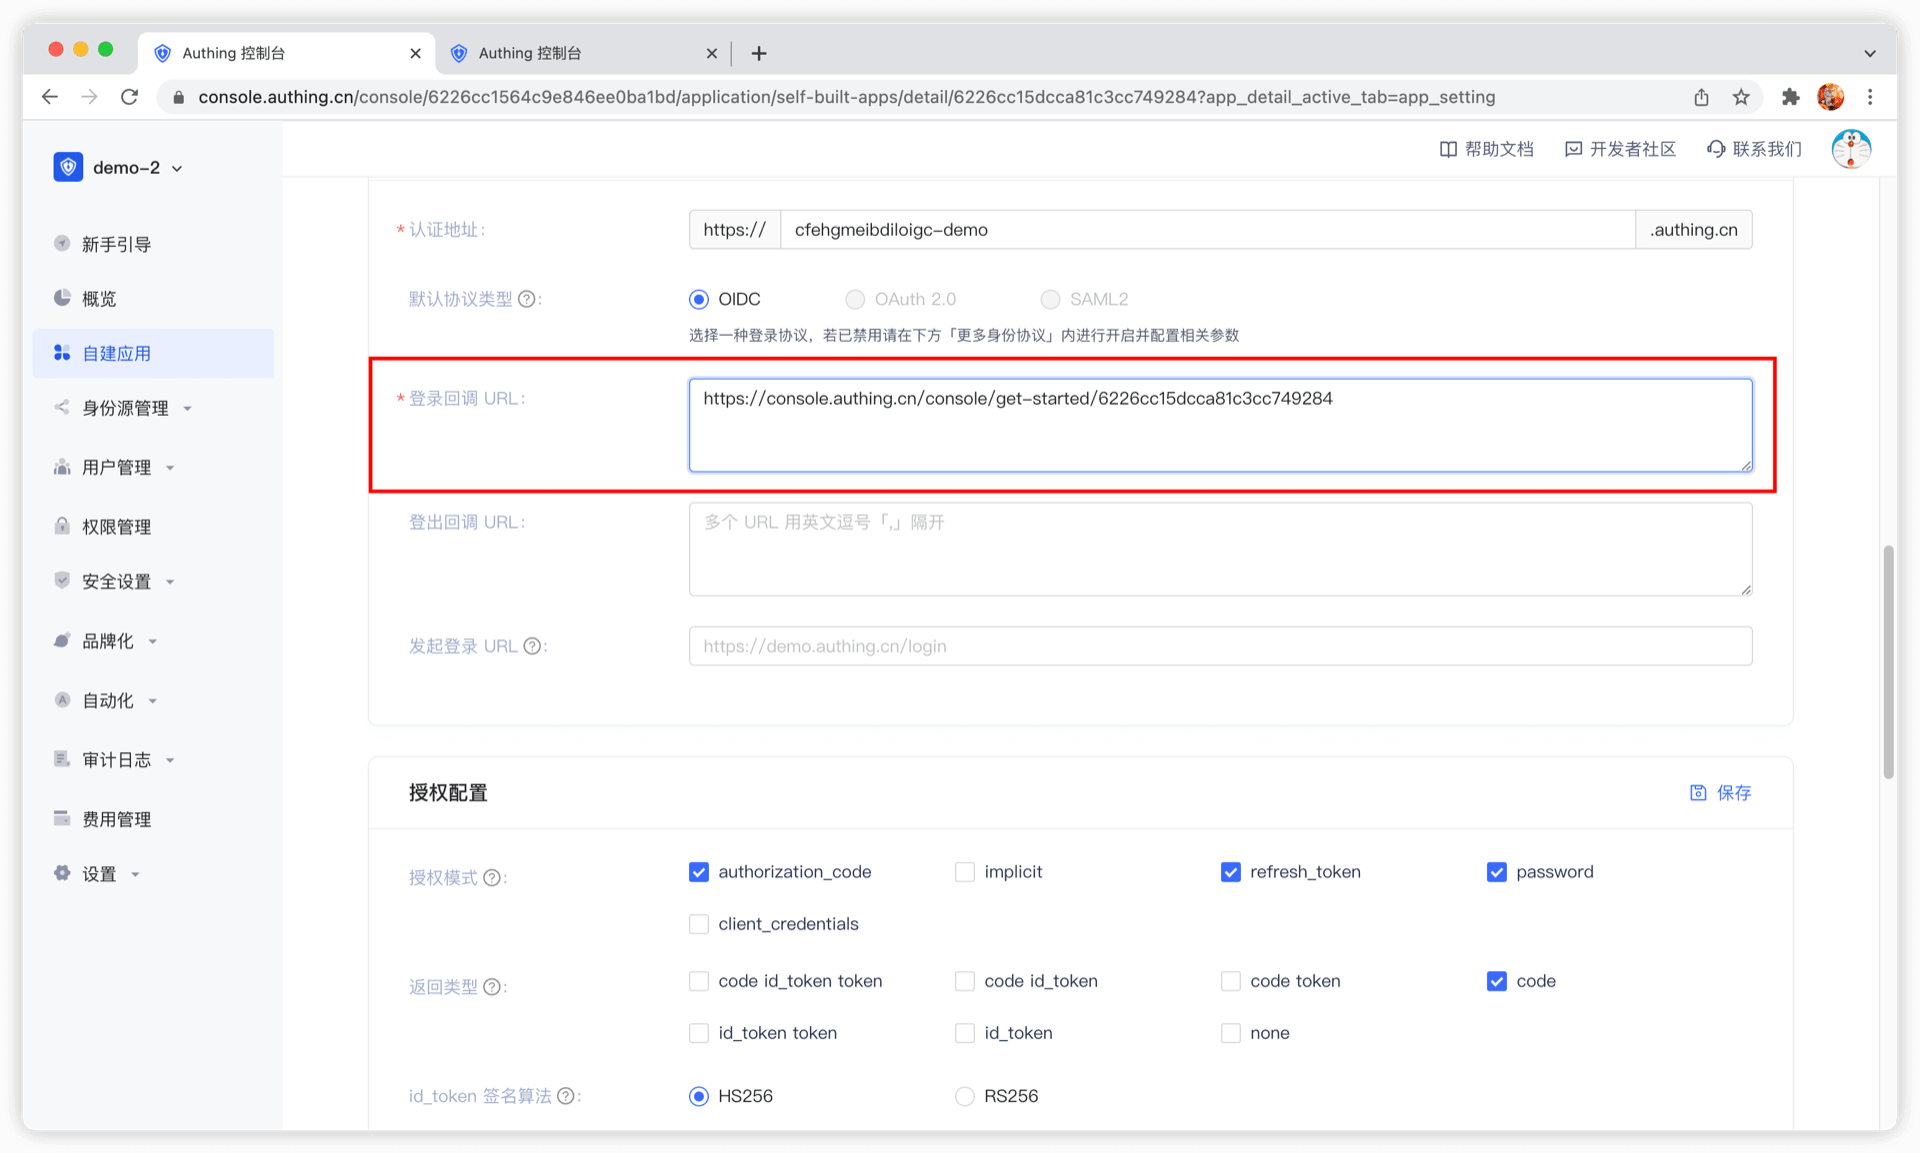 Authing 控制台
Authing 控制台
console.authing.cn/console/6226cc1564c9e846ee0ba1bd/application/self-built-apps/detail/6226cc15dcca81c3cc749284?app_detail_active_tab=app_setting
demo-2
帮助文档
开发者社区
联系我们
新手引导
概览
自建应用
身份源管理
用户管理
权限管理
安全设置
品牌化
自动化
审计日志
费用管理
设置
* 认证地址:
https:// cfehgmeibdiloigc-demo .authing.cn
默认协议类型 ?: OIDC OAuth 2.0 SAML2
选择一种登录协议，若已禁用请在下方「更多身份协议」内进行开启并配置相关参数
* 登录回调 URL: https://console.authing.cn/console/get-started/6226cc15dcca81c3cc749284
登出回调 URL: 多个 URL 用英文逗号「,」隔开
发起登录 URL ?: https://demo.authing.cn/login
授权配置 保存
授权模式 ?: authorization_code implicit refresh_token password
client_credentials
返回类型 ?: code id_token token code id_token code token code
id_token token id_token none
id_token 签名算法 ?: HS256 RS256